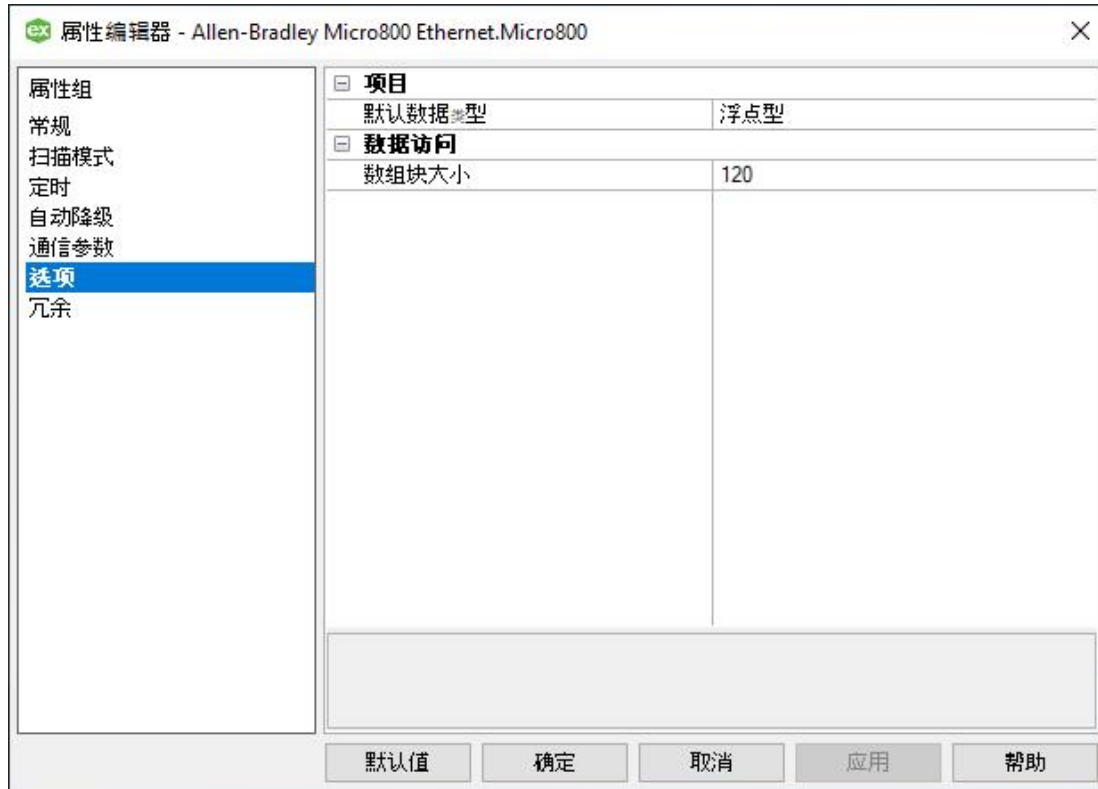 属性编辑器 - Allen-Bradley Micro800 Ethernet.Micro800
属性组
常规
扫描模式
定时
自动降级
通信参数
选项
冗余
项目
默认数据类型 浮点型
数据访问
数组块大小 120
默认值 确定 取消 应用 帮助